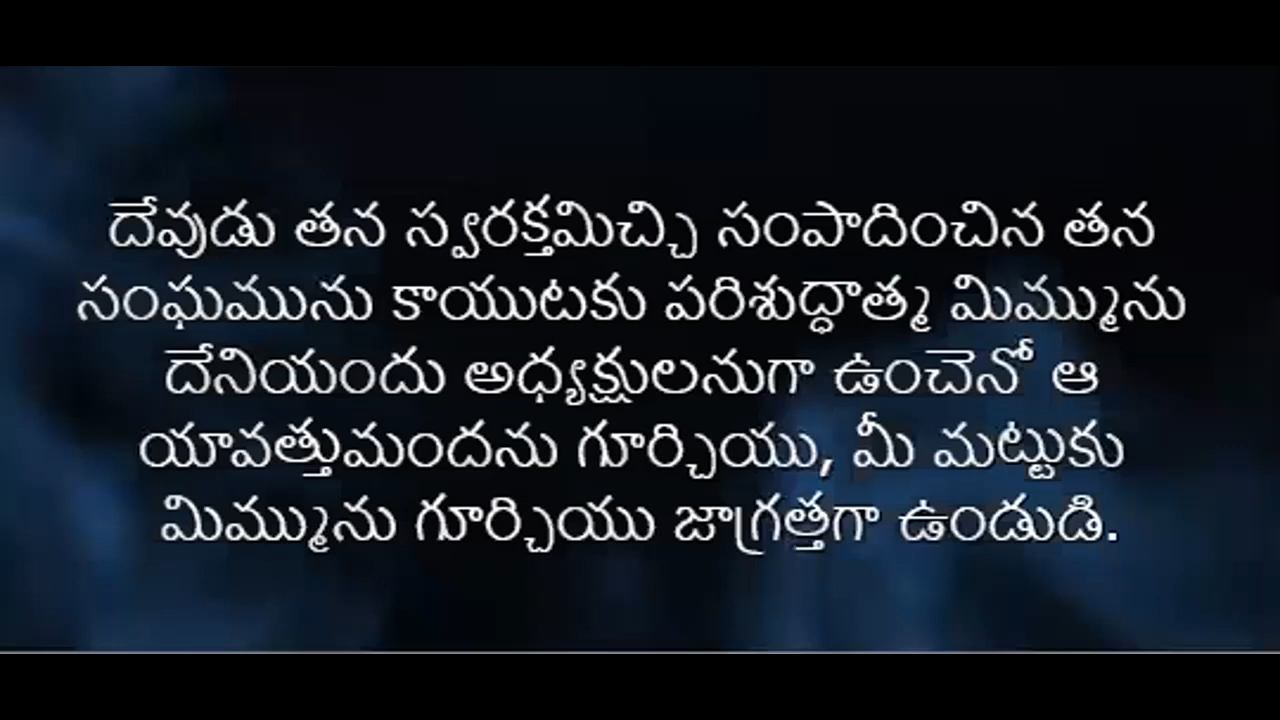 దేవుడు తన స్వరక్తమిచ్చి సంపాదించిన తన
సంఘమును కాయుటకు పరిశుద్ధాత్మ మిమ్మును
దేనియందు అధ్యక్షులనుగా ఉంచెనో ఆ
యావత్తుమందను గూర్చియు, మీ మట్టుకు
మిమ్మును గూర్చియు జాగ్రత్తగా ఉండుడి.